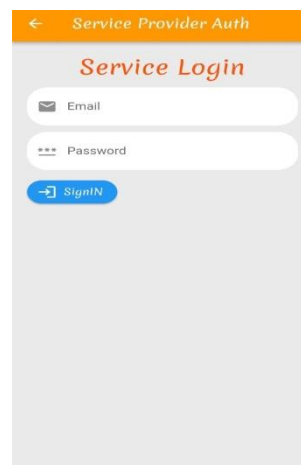 Service Provider Auth
Service Login
Email
Password
SignIN